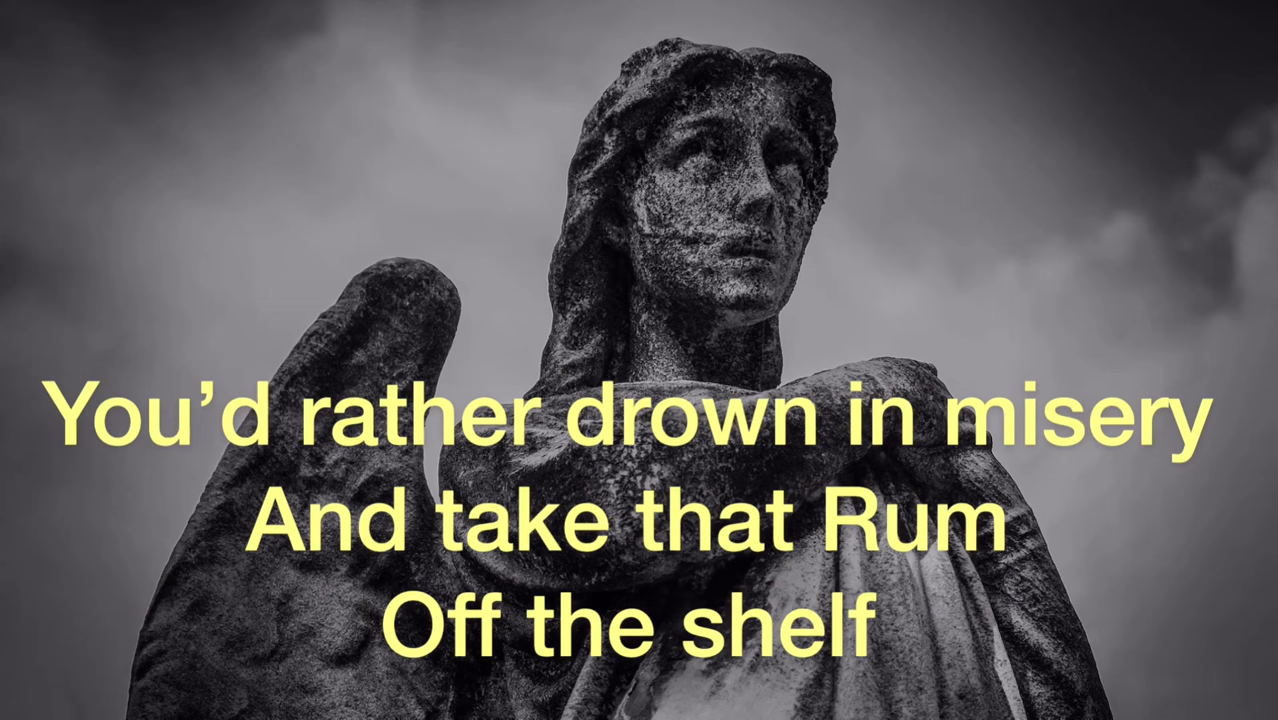 You’d rather drown in misery
And take that Rum
Off the shelf